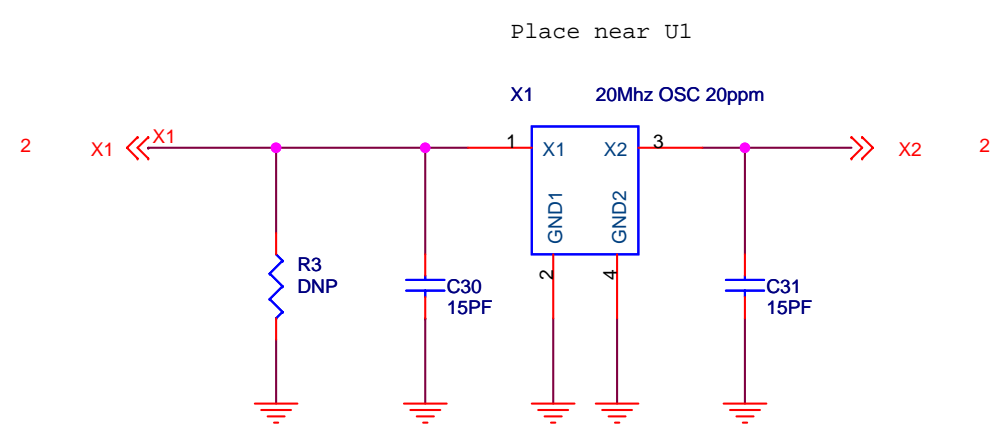 Place near U1
X1 20Mhz OSC 20ppm
2 X1 X1 1 X1 X2 3 X2 2
GND1 GND2
2 4
R3
DNP
C30
15PF
C31
15PF